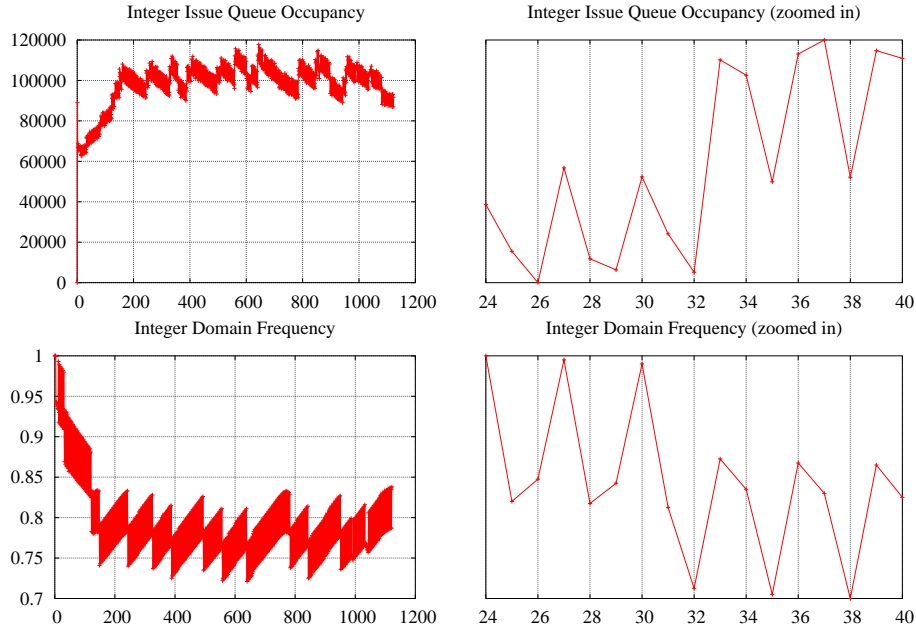 Integer Issue Queue Occupancy
120000
100000
80000
60000
40000
20000
0
0 200 400 600 800 1000 1200
Integer Issue Queue Occupancy (zoomed in)
24 26 28 30 32 34 36 38 40
Integer Domain Frequency
1
0.95
0.9
0.85
0.8
0.75
0.7
0 200 400 600 800 1000 1200
Integer Domain Frequency (zoomed in)
24 26 28 30 32 34 36 38 40